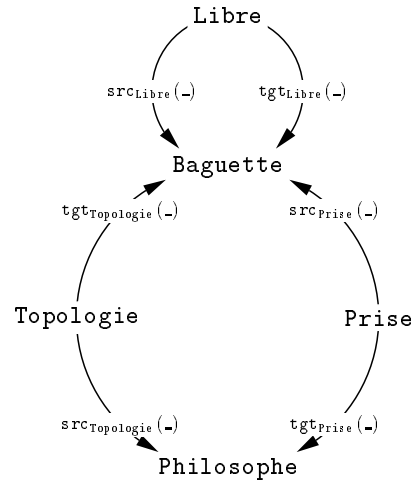 Libre
src_Libre(_) tgt_Libre(_)
Baguette
tgt_Topologie(_) src_Prise(_)
Topologie Prise
src_Topologie(_) tgt_Prise(_)
Philosophe